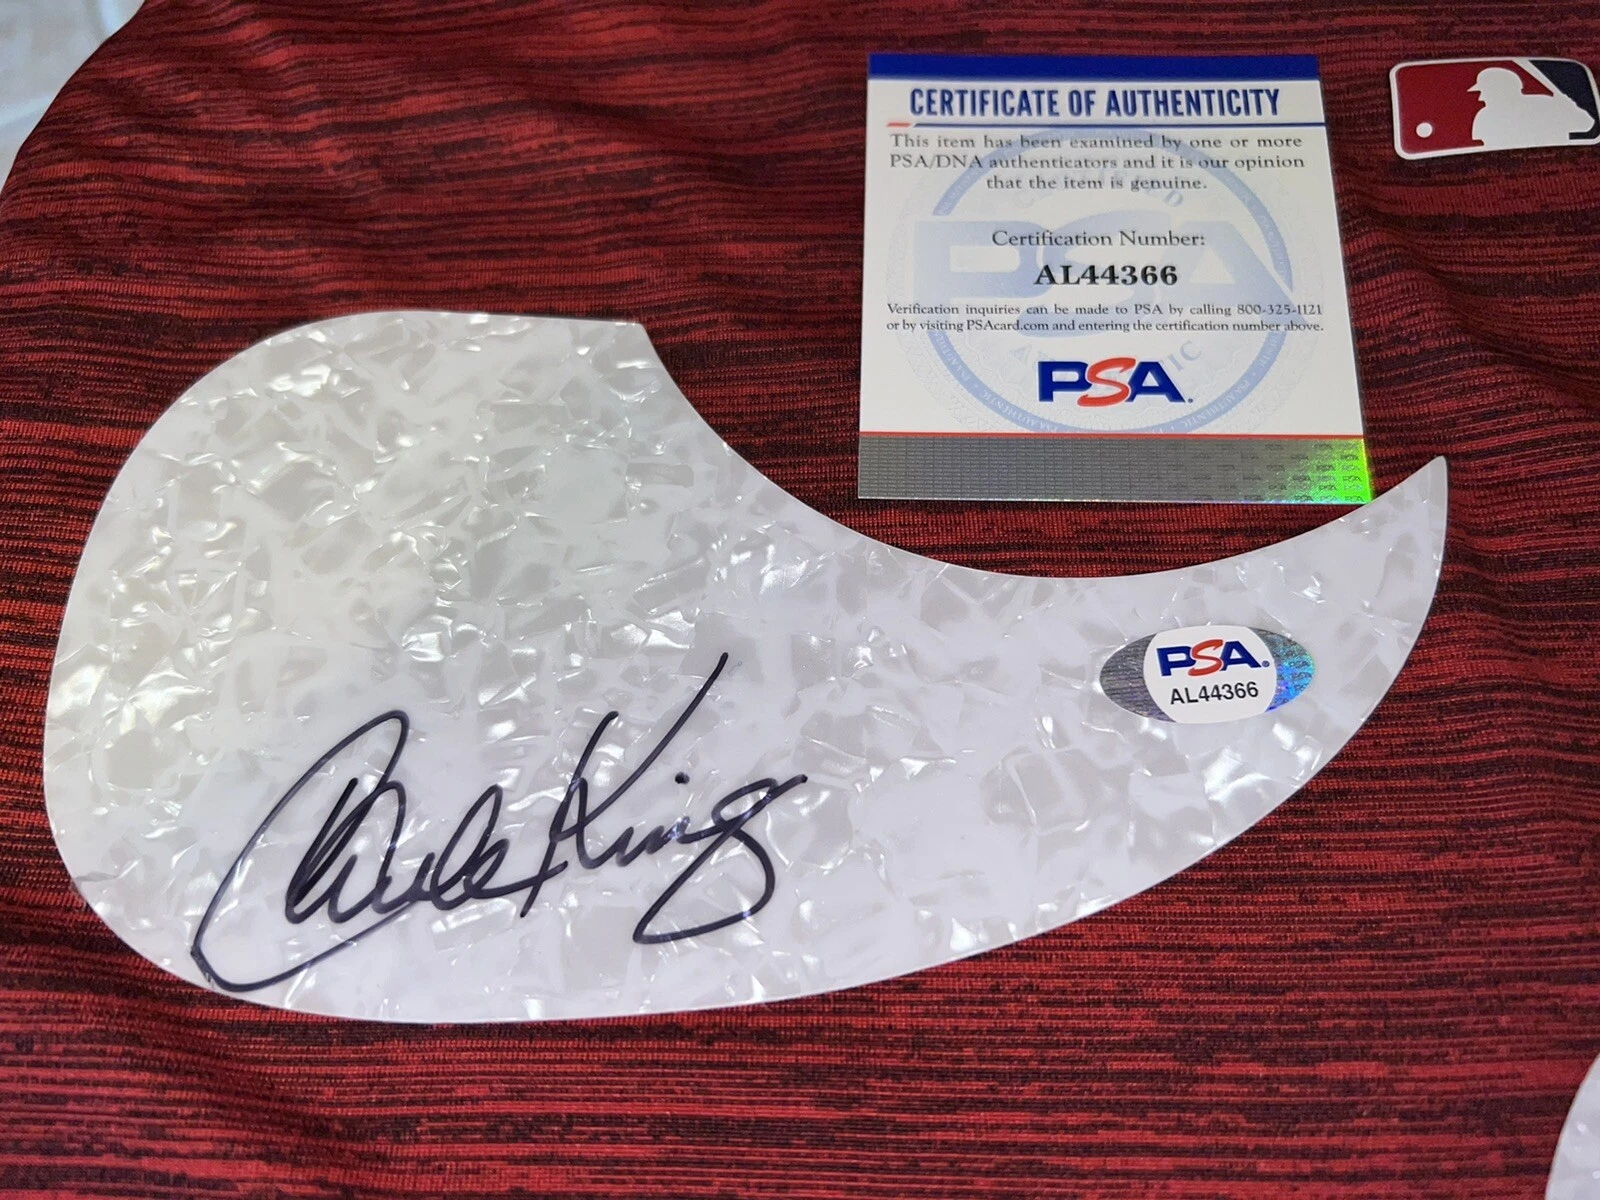 CERTIFICATE OF AUTHENTICITY
This item has been examined by one or more
PSA/DNA authenticators and it is our opinion
that the item is genuine.
Certification Number:
AL44366
Verification inquiries can be made to PSA by calling 800-325-1121
or by visiting PSAcard.com and entering the certification number above.
PSA.
PSA®
AL44366
Carole King